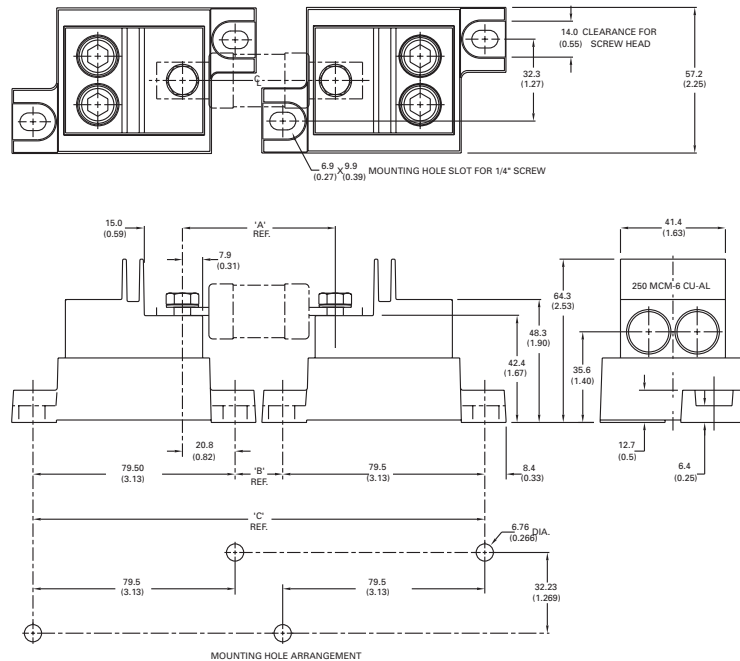 14.0 CLEARANCE FOR
(0.55) SCREW HEAD
32.3
(1.27)
57.2
(2.25)
C
L
6.9 X 9.9 MOUNTING HOLE SLOT FOR 1/4" SCREW
(0.27) (0.39)
15.0
(0.59)
'A'
REF.
7.9
(0.31)
41.4
(1.63)
250 MCM-6 CU-AL
64.3
(2.53)
48.3
(1.90)
42.4
(1.67)
35.6
(1.40)
20.8
(0.82)
12.7
(0.5)
6.4
(0.25)
79.50
(3.13)
'B'
REF.
79.5
(3.13)
8.4
(0.33)
'C'
REF.
6.76 DIA.
(0.266)
79.5
(3.13)
79.5
(3.13)
32.23
(1.269)
MOUNTING HOLE ARRANGEMENT